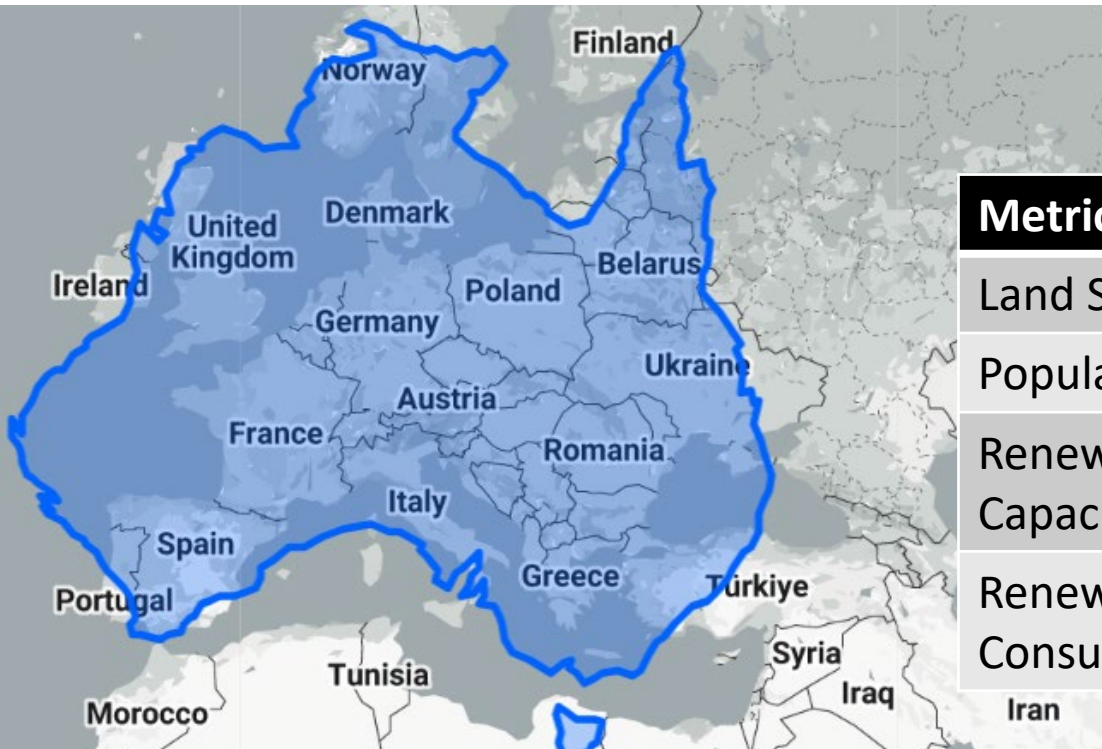 Finland
Norway
Denmark
United
Kingdom
Ireland
Belarus
Poland
Germany
Ukraine
Austria
France
Romania
Italy
Spain
Greece
Portugal
Türkiye
Syria
Tunisia
Iraq
Morocco
Iran
Metric
Land S
Popula
Renew
Capac
Renew
Consu